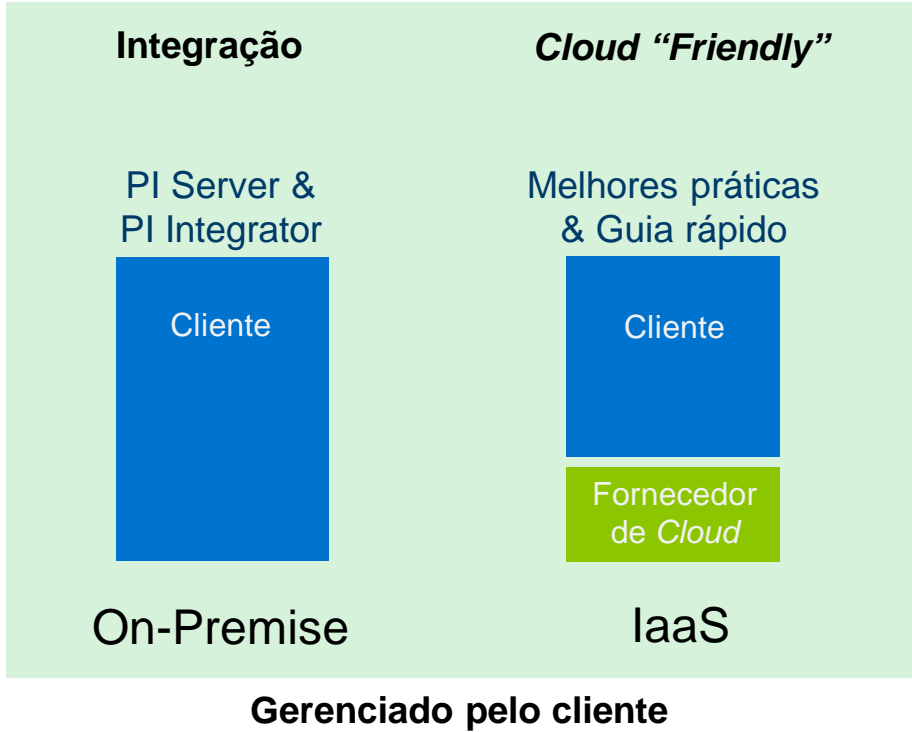 Integração
Cloud “Friendly”
PI Server &
PI Integrator
Melhores práticas
& Guia rápido
Cliente
Cliente
Fornecedor
de Cloud
On-Premise
IaaS
Gerenciado pelo cliente